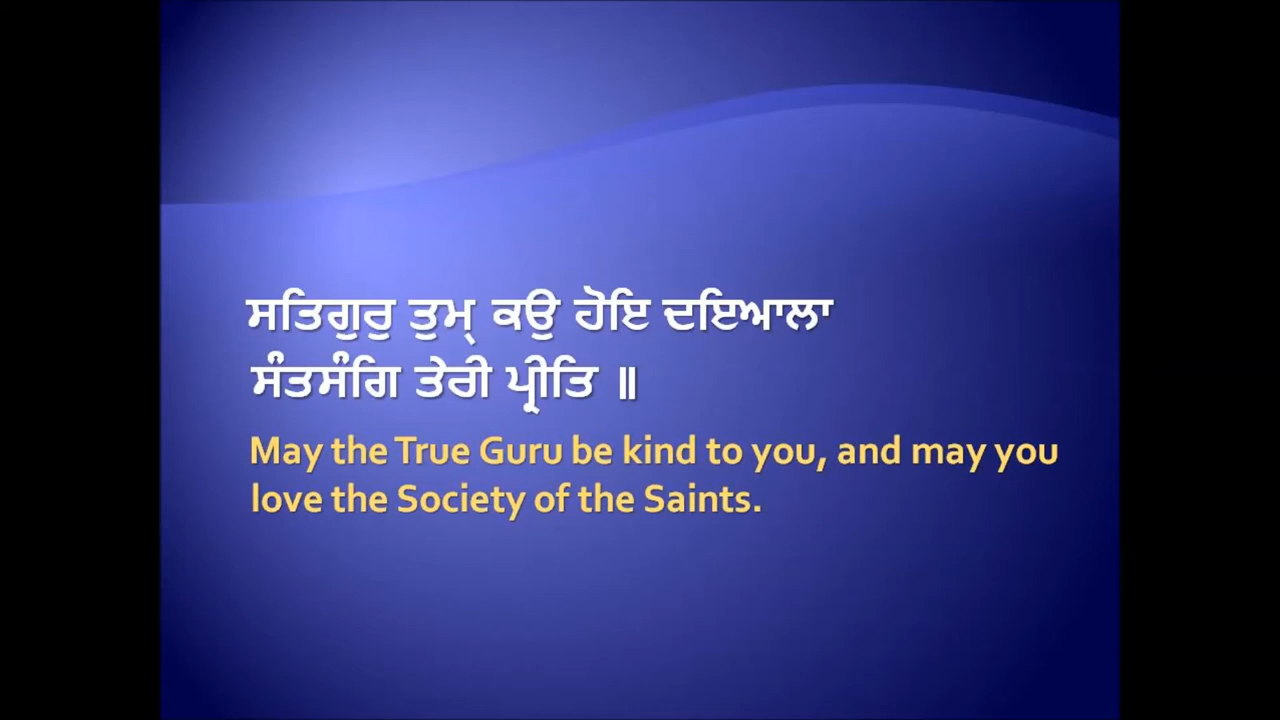 ਸਤਿਗੁਰੁ ਤੁਮ੍ ਕਉ ਹੋਇ ਦਇਆਲਾ
ਸੰਤਸੰਗਿ ਤੇਰੀ ਪ੍ਰੀਤਿ ॥
May the True Guru be kind to you, and may you
love the Society of the Saints.